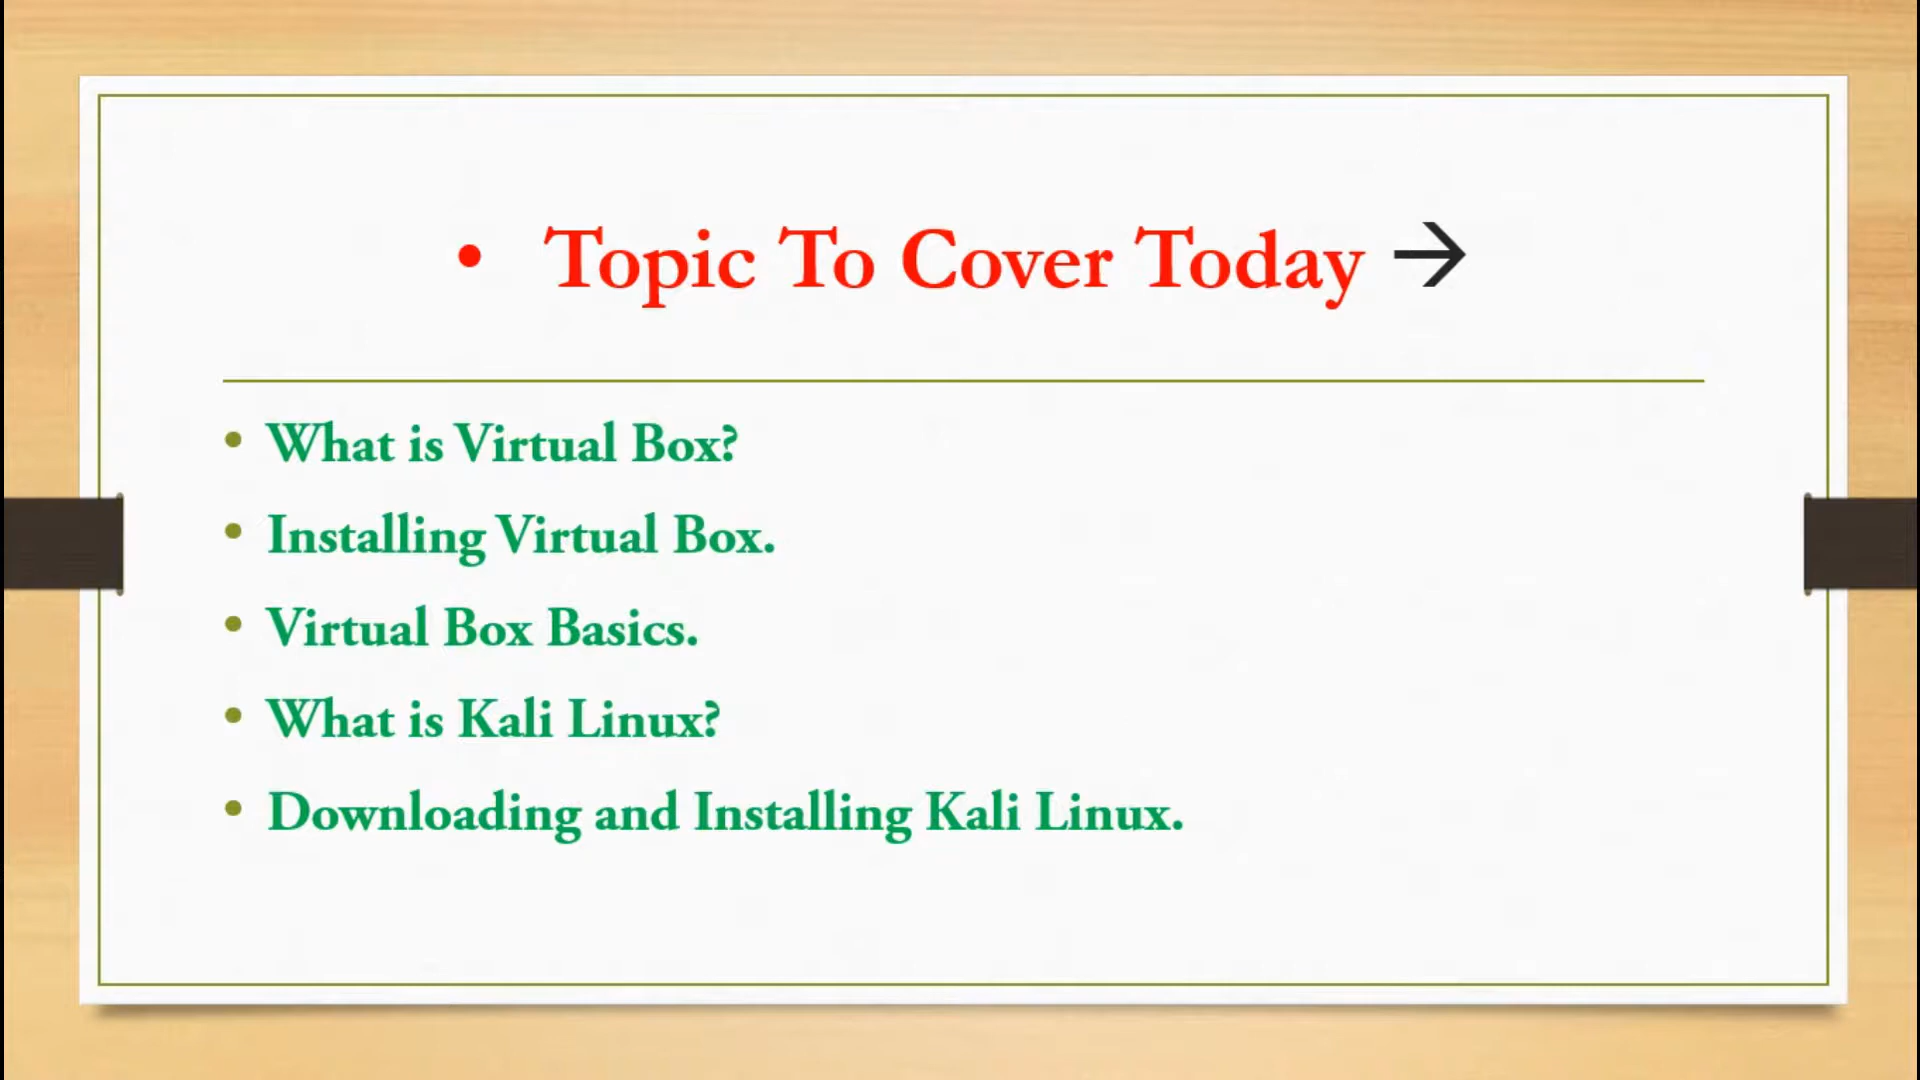 • Topic To Cover Today →
• What is Virtual Box?
• Installing Virtual Box.
• Virtual Box Basics.
• What is Kali Linux?
• Downloading and Installing Kali Linux.